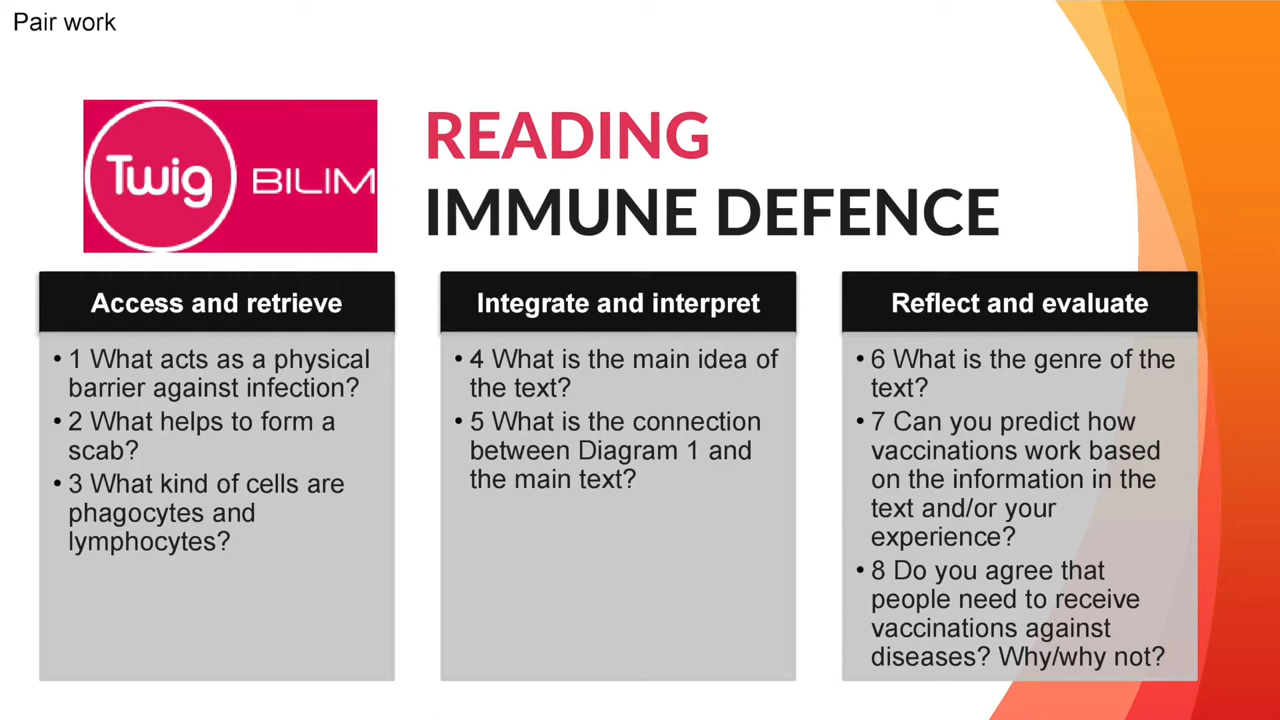 Pair work
Twig BILIM
READING
IMMUNE DEFENCE
Access and retrieve
• 1 What acts as a physical
barrier against infection?
• 2 What helps to form a
scab?
• 3 What kind of cells are
phagocytes and
lymphocytes?
Integrate and interpret
• 4 What is the main idea of
the text?
• 5 What is the connection
between Diagram 1 and
the main text?
Reflect and evaluate
• 6 What is the genre of the
text?
• 7 Can you predict how
vaccinations work based
on the information in the
text and/or your
experience?
• 8 Do you agree that
people need to receive
vaccinations against
diseases? Why/why not?